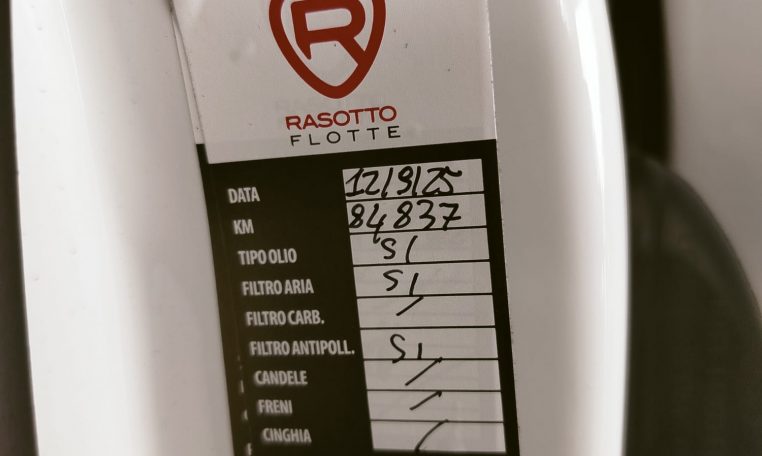 R
RASOTTO
FLOTTE
DATA 12/9/25
KM 84837
TIPO OLIO SI
FILTRO ARIA SI
FILTRO CARB. /
FILTRO ANTIPOLL. SI
CANDELE /
FRENI /
CINGHIA /